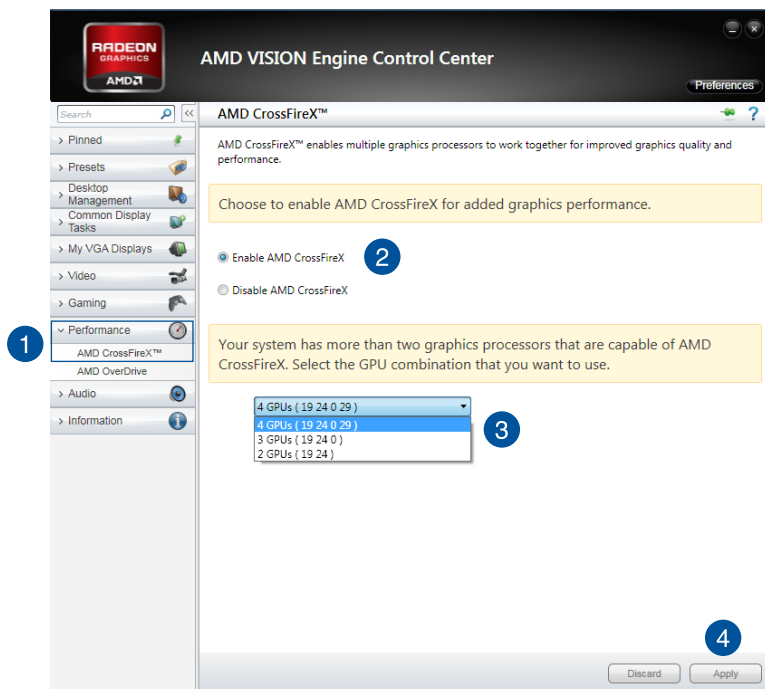 RADEON
GRAPHICS
AMD
AMD VISION Engine Control Center
Preferences
Search
<<
AMD CrossFireX™
?
> Pinned
> Presets
> Desktop
Management
> Common Display
Tasks
> My VGA Displays
> Video
> Gaming
Performance
AMD CrossFireX™
AMD OverDrive
> Audio
> Information
1
AMD CrossFireX™ enables multiple graphics processors to work together for improved graphics quality and
performance.
Choose to enable AMD CrossFireX for added graphics performance.
Enable AMD CrossFireX
2
Disable AMD CrossFireX
Your system has more than two graphics processors that are capable of AMD
CrossFireX. Select the GPU combination that you want to use.
4 GPUs ( 19 24 0 29 )
4 GPUs ( 19 24 0 29 )
3 GPUs ( 19 24 0 )
2 GPUs ( 19 24 )
3
4
Discard
Apply